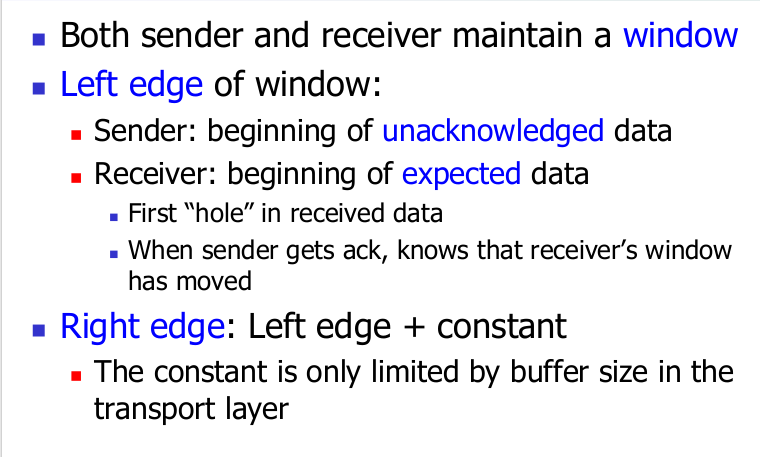 Both sender and receiver maintain a window
Left edge of window:
Sender: beginning of unacknowledged data
Receiver: beginning of expected data
First “hole” in received data
When sender gets ack, knows that receiver’s window
has moved
Right edge: Left edge + constant
The constant is only limited by buffer size in the
transport layer